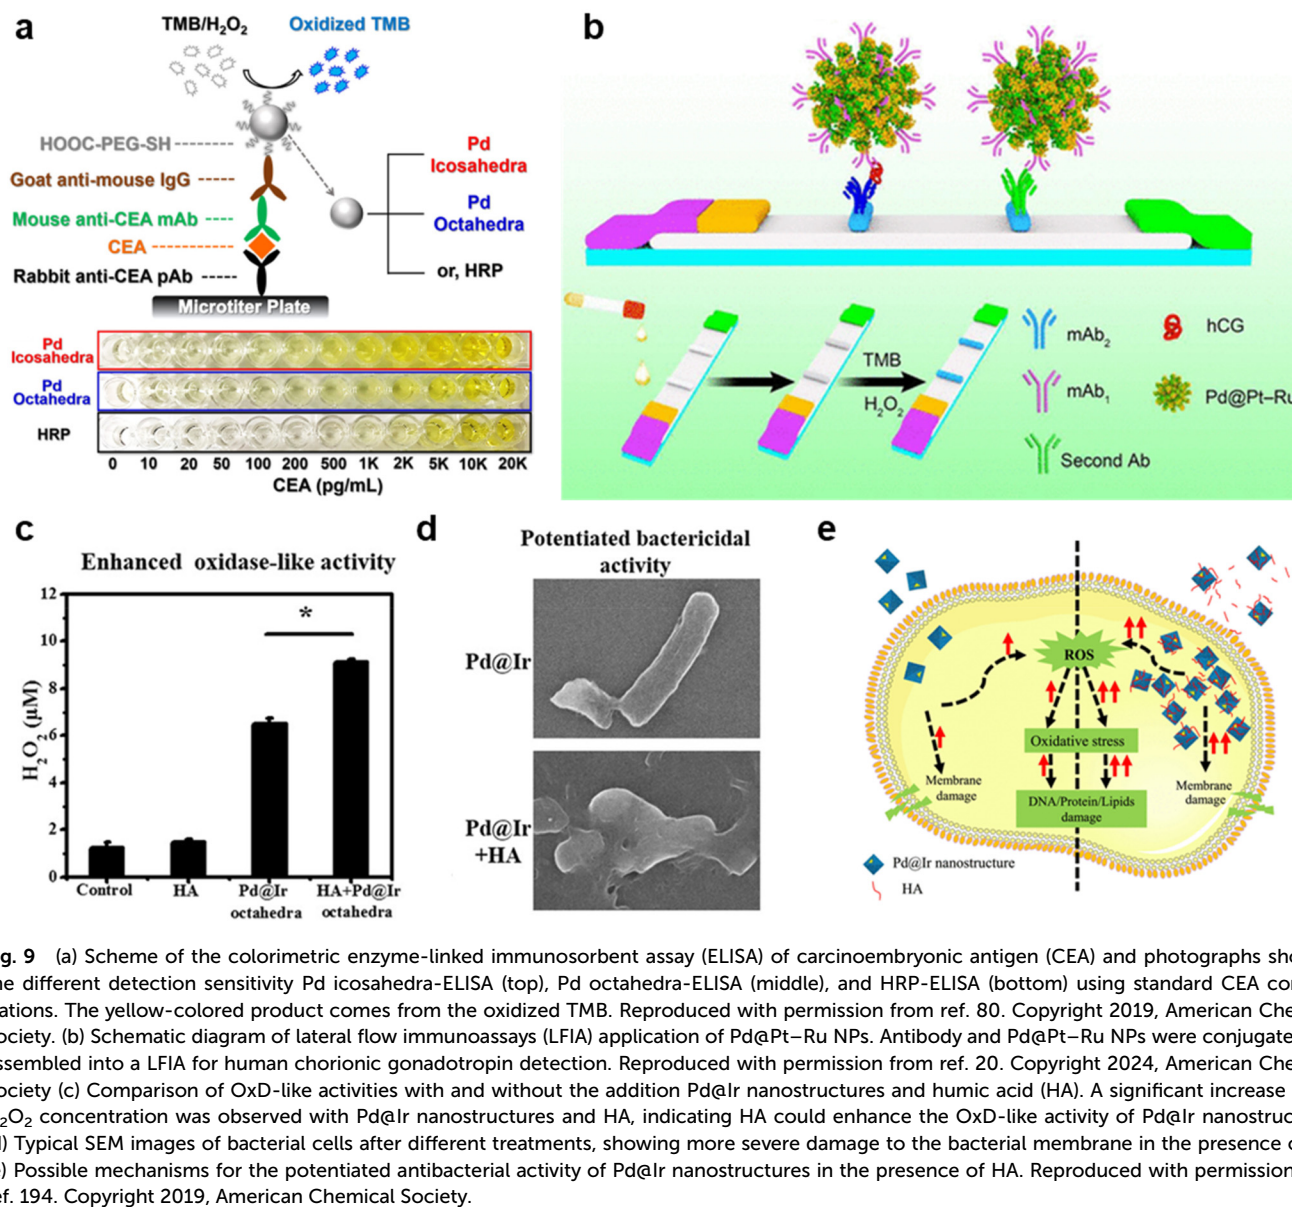 a
TMB/H₂O₂
Oxidized TMB
HOOC-PEG-SH
Goat anti-mouse IgG
Mouse anti-CEA mAb
CEA
Rabbit anti-CEA pAb
Microtiter Plate
Pd
Icosahedra
Pd
Octahedra
or, HRP
Pd
Icosahedra
Pd
Octahedra
HRP
0 10 20 50 100 200 500 1K 2K 5K 10K 20K
CEA (pg/mL)
b
TMB
H₂O₂
mAb₂
hCG
mAb₁
Pd@Pt–Ru
Second Ab
c
Enhanced oxidase-like activity
H₂O₂ (µM)
12
10
8
6
4
2
0
*
Control
HA
Pd@Ir
octahedra
HA+Pd@Ir
octahedra
d
Potentiated bactericidal
activity
Pd@Ir
Pd@Ir
+HA
e
ROS
Oxidative stress
Membrane
damage
Membrane
damage
DNA/Protein/Lipids
damage
Pd@Ir nanostructure
HA
g. 9 (a) Scheme of the colorimetric enzyme-linked immunosorbent assay (ELISA) of carcinoembryonic antigen (CEA) and photographs sho
e different detection sensitivity Pd icosahedra-ELISA (top), Pd octahedra-ELISA (middle), and HRP-ELISA (bottom) using standard CEA con
ations. The yellow-colored product comes from the oxidized TMB. Reproduced with permission from ref. 80. Copyright 2019, American Che
ociety. (b) Schematic diagram of lateral flow immunoassays (LFIA) application of Pd@Pt–Ru NPs. Antibody and Pd@Pt–Ru NPs were conjugate
ssembled into a LFIA for human chorionic gonadotropin detection. Reproduced with permission from ref. 20. Copyright 2024, American Che
ociety (c) Comparison of OxD-like activities with and without the addition Pd@Ir nanostructures and humic acid (HA). A significant increase
₂O₂ concentration was observed with Pd@Ir nanostructures and HA, indicating HA could enhance the OxD-like activity of Pd@Ir nanostruc
) Typical SEM images of bacterial cells after different treatments, showing more severe damage to the bacterial membrane in the presence
) Possible mechanisms for the potentiated antibacterial activity of Pd@Ir nanostructures in the presence of HA. Reproduced with permission
ef. 194. Copyright 2019, American Chemical Society.